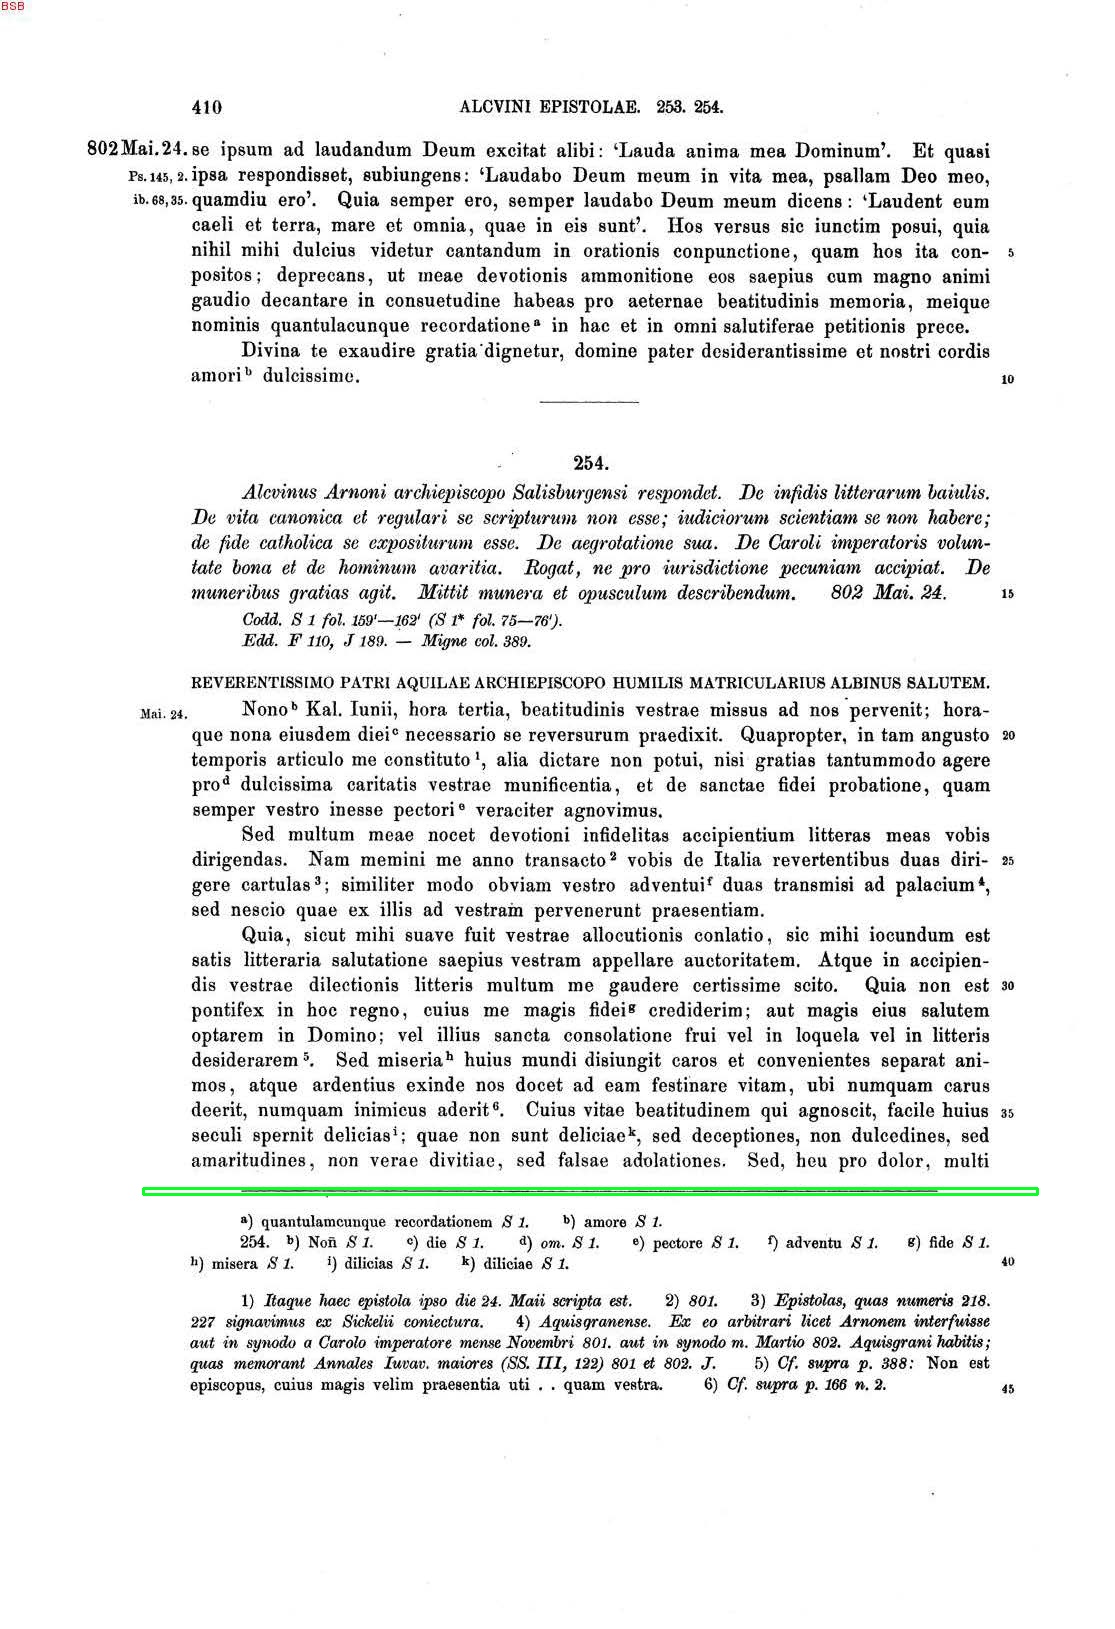 BSB
410 ALCVINI EPISTOLAE. 253. 254.
802 Mai. 24. se ipsum ad laudandum Deum excitat alibi: ‘Lauda anima mea Dominum’. Et quasi
Ps. 145, 2. ipsa respondisset, subiungens: ‘Laudabo Deum meum in vita mea, psallam Deo meo,
ib. 68, 35. quamdiu ero’. Quia semper ero, semper laudabo Deum meum dicens: ‘Laudent eum
caeli et terra, mare et omnia, quae in eis sunt’. Hos versus sic iunctim posui, quia
nihil mihi dulcius videtur cantandum in orationis conpunctione, quam hos ita con- 5
positos; deprecans, ut meae devotionis ammonitione eos saepius cum magno animi
gaudio decantare in consuetudine habeas pro aeternae beatitudinis memoria, meique
nominis quantulacunque recordatione a in hac et in omni salutiferae petitionis prece.
Divina te exaudire gratia dignetur, domine pater desiderantissime et nostri cordis
amori b dulcissime. 10
254.
Alcvinus Arnoni archiepiscopo Salisburgensi respondet. De infidis litterarum baiulis.
De vita canonica et regulari se scripturum non esse; iudiciorum scientiam se non habere;
de fide catholica se expositurum esse. De aegrotatione sua. De Caroli imperatoris volun-
tate bona et de hominum avaritia. Rogat, ne pro iurisdictione pecuniam accipiat. De
muneribus gratias agit. Mittit munera et opusculum describendum. 802 Mai. 24. 15
Codd. S 1 fol. 159'—162' (S 1* fol. 75—76').
Edd. F 110, J 189. — Migne col. 389.
REVERENTISSIMO PATRI AQUILAE ARCHIEPISCOPO HUMILIS MATRICULARIUS ALBINUS SALUTEM.
Mai. 24. Nono b Kal. Iunii, hora tertia, beatitudinis vestrae missus ad nos pervenit; hora-
que nona eiusdem diei c necessario se reversurum praedixit. Quapropter, in tam angusto 20
temporis articulo me constituto 1, alia dictare non potui, nisi gratias tantummodo agere
pro d dulcissima caritatis vestrae munificentia, et de sanctae fidei probatione, quam
semper vestro inesse pectori e veraciter agnovimus.
Sed multum meae nocet devotioni infidelitas accipientium litteras meas vobis
dirigendas. Nam memini me anno transacto 2 vobis de Italia revertentibus duas diri- 25
gere cartulas 3; similiter modo obviam vestro adventui f duas transmisi ad palacium 4,
sed nescio quae ex illis ad vestram pervenerunt praesentiam.
Quia, sicut mihi suave fuit vestrae allocutionis conlatio, sic mihi iocundum est
satis litteraria salutatione saepius vestram appellare auctoritatem. Atque in accipien-
dis vestrae dilectionis litteris multum me gaudere certissime scito. Quia non est 30
pontifex in hoc regno, cuius me magis fidei g crediderim; aut magis eius salutem
optarem in Domino; vel illius sancta consolatione frui vel in loquela vel in litteris
desiderarem 5. Sed miseria h huius mundi disiungit caros et convenientes separat ani-
mos, atque ardentius exinde nos docet ad eam festinare vitam, ubi numquam carus
deerit, numquam inimicus aderit 6. Cuius vitae beatitudinem qui agnoscit, facile huius 35
seculi spernit delicias i; quae non sunt deliciae k, sed deceptiones, non dulcedines, sed
amaritudines, non verae divitiae, sed falsae adolationes. Sed, heu pro dolor, multi
a) quantulamcunque recordationem S 1. b) amore S 1.
254. b) Noñ S 1. c) die S 1. d) om. S 1. e) pectore S 1. f) adventu S 1. g) fide S 1.
h) misera S 1. i) dilicias S 1. k) diliciae S 1. 40
1) Itaque haec epistola ipso die 24. Maii scripta est. 2) 801. 3) Epistolas, quas numeris 218.
227 signavimus ex Sickelii coniectura. 4) Aquisgranense. Ex eo arbitrari licet Arnonem interfuisse
aut in synodo a Carolo imperatore mense Novembri 801. aut in synodo m. Martio 802. Aquisgrani habitis;
quas memorant Annales Iuvav. maiores (SS. III, 122) 801 et 802. J. 5) Cf. supra p. 388: Non est
episcopus, cuius magis velim praesentia uti . . quam vestra. 6) Cf. supra p. 166 n. 2. 45